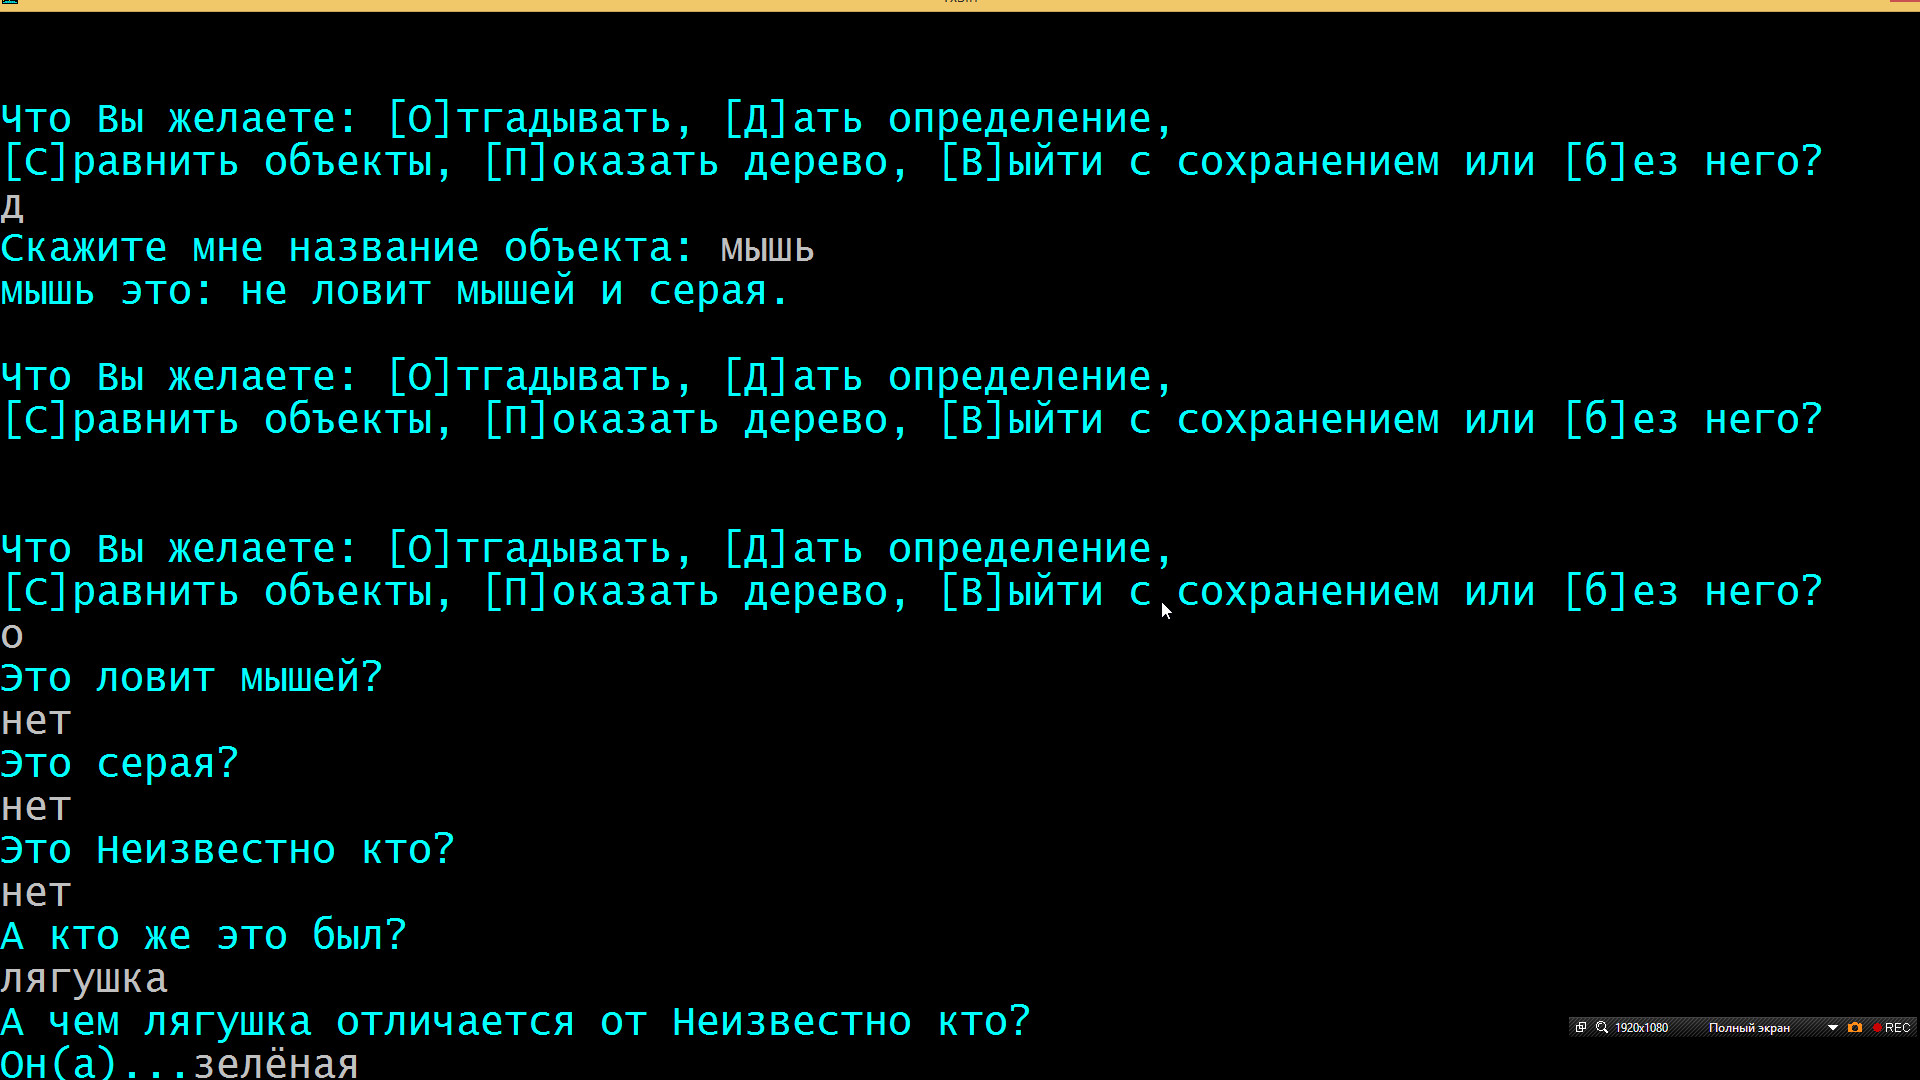 Что Вы желаете: [О]тгадывать, [Д]ать определение,
[С]равнить объекты, [П]оказать дерево, [В]ыйти с сохранением или [б]ез него?
Д
Скажите мне название объекта: мышь
мышь это: не ловит мышей и серая.
Что Вы желаете: [О]тгадывать, [Д]ать определение,
[С]равнить объекты, [П]оказать дерево, [В]ыйти с сохранением или [б]ез него?
Что Вы желаете: [О]тгадывать, [Д]ать определение,
[С]равнить объекты, [П]оказать дерево, [В]ыйти с сохранением или [б]ез него?
о
Это ловит мышей?
нет
Это серая?
нет
Это Неизвестно кто?
нет
А кто же это был?
лягушка
А чем лягушка отличается от Неизвестно кто?
Он(а)...зелёная
1920x1080 Полный экран REC